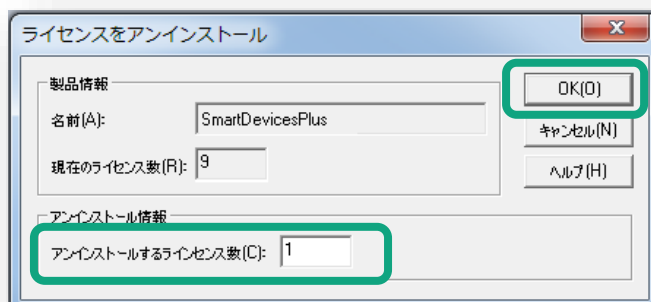 ライセンスをアンインストール
製品情報
名前(A): SmartDevicesPlus
現在のライセンス数(R): 9
OK(O)
キャンセル(N)
ヘルプ(H)
アンインストール情報
アンインストールするライセンス数(C): 1